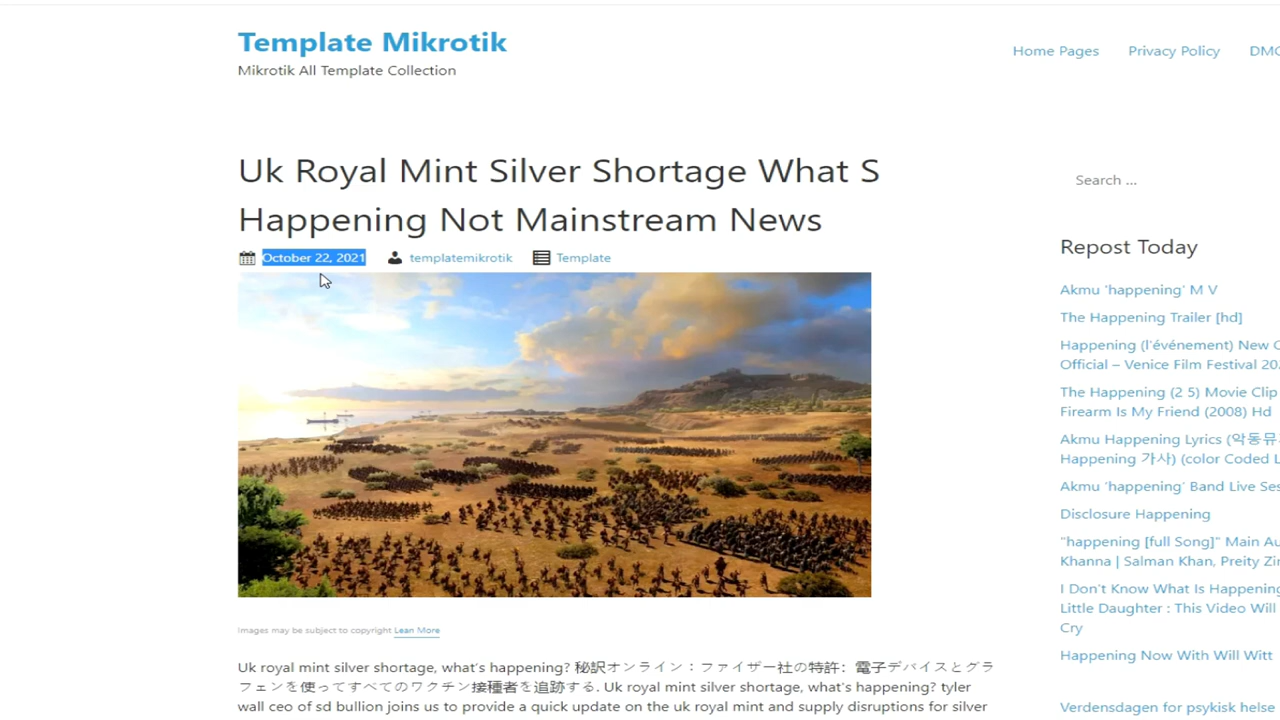 Template Mikrotik
Mikrotik All Template Collection
Home Pages
Privacy Policy
Uk Royal Mint Silver Shortage What S
Happening Not Mainstream News
October 22, 2021
templatemikrotik
Template
Images may be subject to copyright Lean More
Uk royal mint silver shortage, what's happening? 秘訳オンライン：ファイザー社の特許：電子デバイスとグラ
フェンを使ってすべてのワクチン接種者を追跡する. Uk royal mint silver shortage, what's happening? tyler
wall ceo of sd bullion joins us to provide a quick update on the uk royal mint and supply disruptions for silver
Search ...
Repost Today
Akmu 'happening' M V
The Happening Trailer [hd]
Happening (l'événement) New
Official – Venice Film Festival
The Happening (2 5) Movie Clip
Firearm Is My Friend (2008) Hd
Akmu Happening Lyrics
Happening 가사) (color Coded
Akmu 'happening' Band Live
Disclosure Happening
"happening [full Song]" Main
Khanna | Salman Khan, Preity
I Don't Know What Is Happening
Little Daughter : This Video Will
Cry
Happening Now With Will Witt
Verdensdagen for psykisk helse